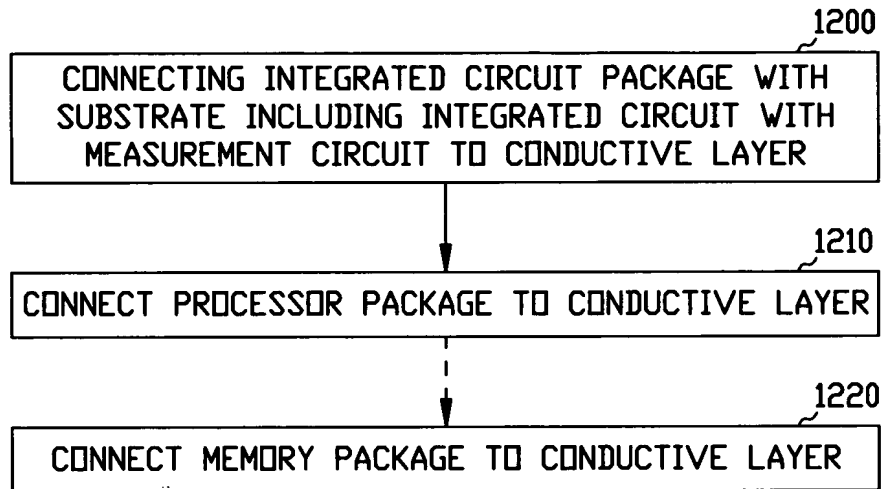 1200
CONNECTING INTEGRATED CIRCUIT PACKAGE WITH
SUBSTRATE INCLUDING INTEGRATED CIRCUIT WITH
MEASUREMENT CIRCUIT TO CONDUCTIVE LAYER
1210
CONNECT PROCESSOR PACKAGE TO CONDUCTIVE LAYER
1220
CONNECT MEMORY PACKAGE TO CONDUCTIVE LAYER